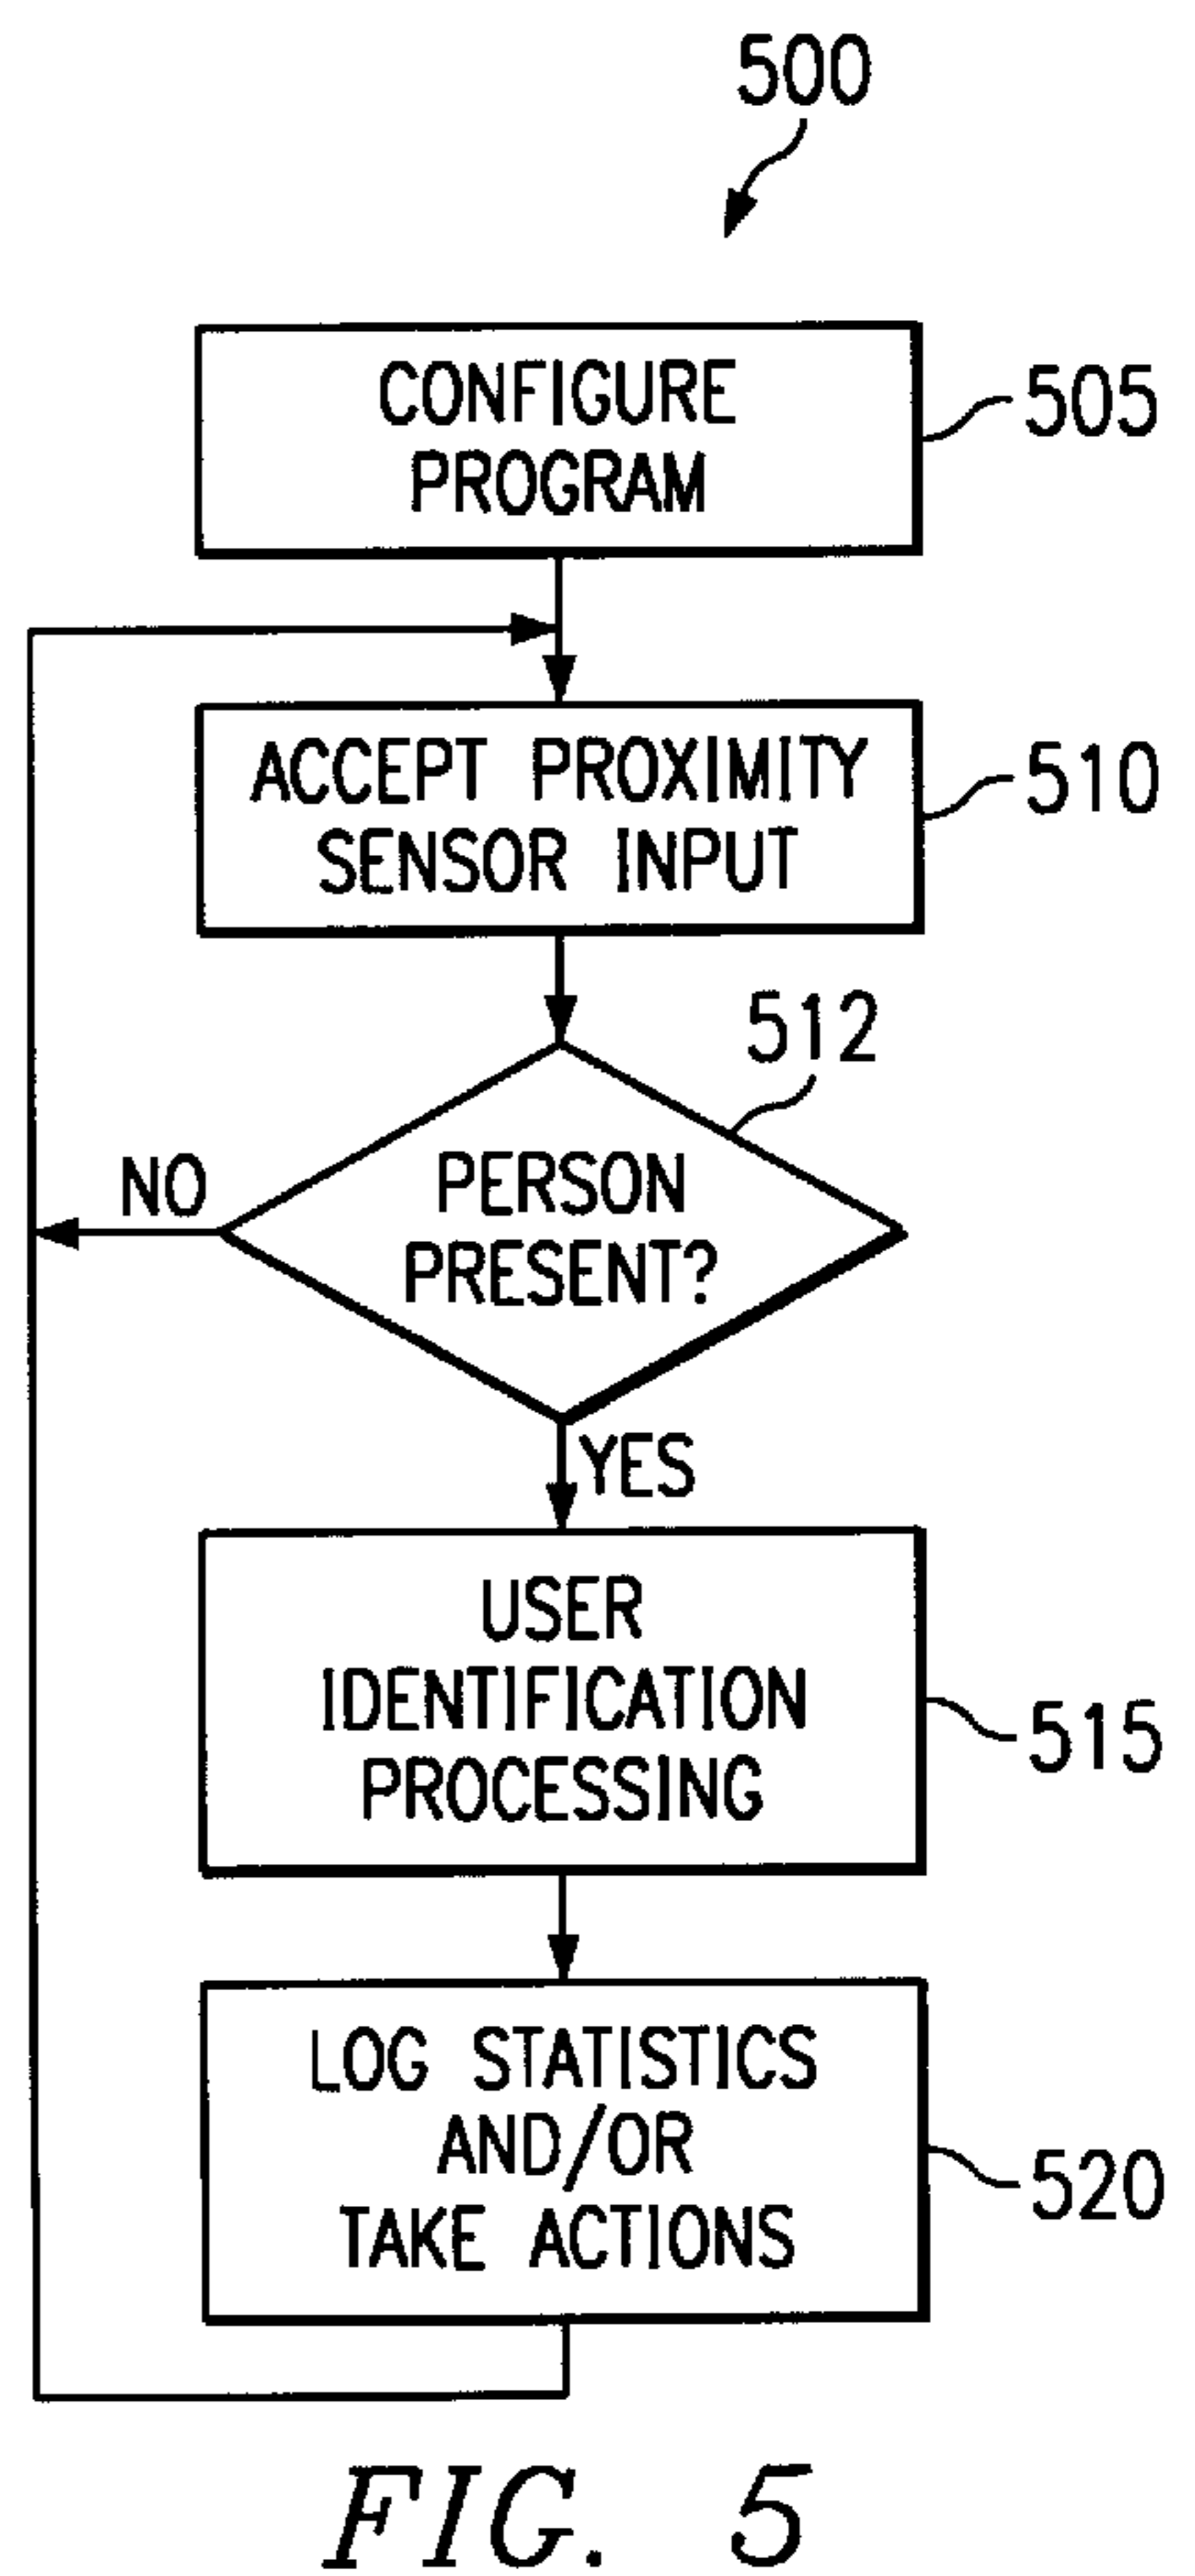 500
CONFIGURE
PROGRAM
505
ACCEPT PROXIMITY
SENSOR INPUT
510
512
PERSON
PRESENT?
NO
YES
USER
IDENTIFICATION
PROCESSING
515
LOG STATISTICS
AND/OR
TAKE ACTIONS
520
FIG. 5